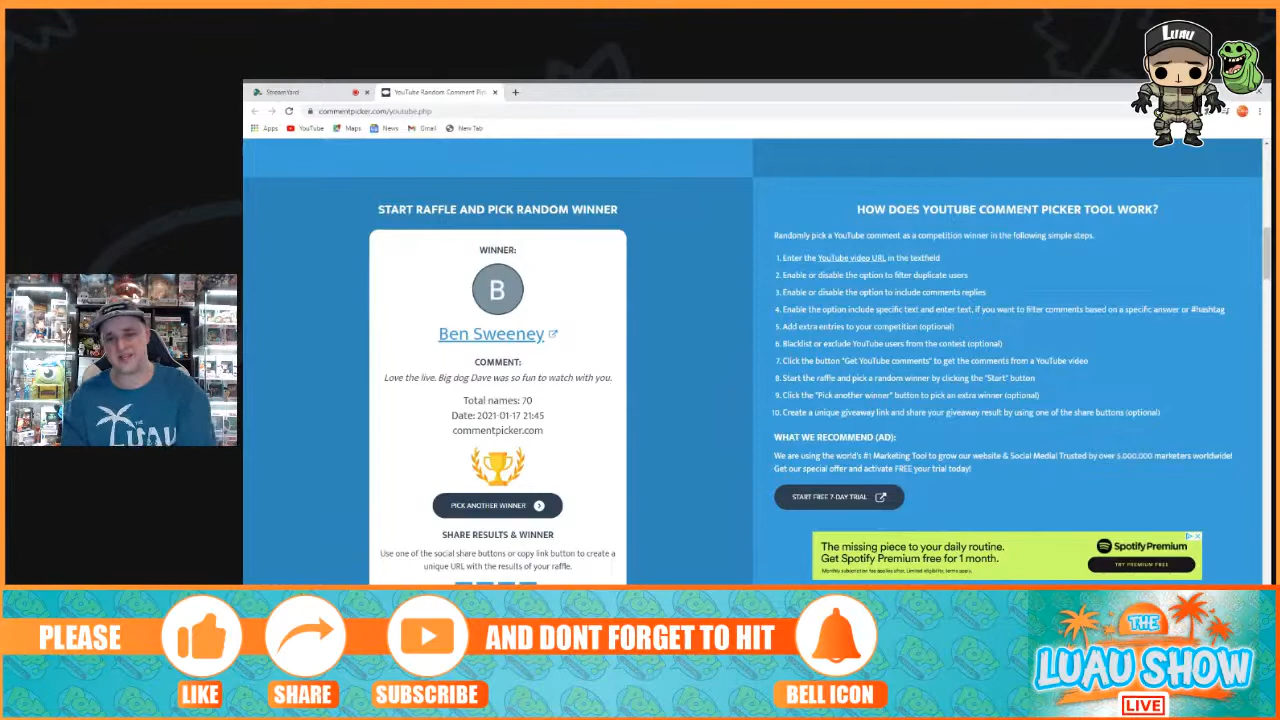 LUAU
StreamYard
YouTube Random Comment Pic
commentpicker.com/youtube.php
Apps
YouTube
Maps
News
Gmail
New Tab
START RAFFLE AND PICK RANDOM WINNER
WINNER:
B
Ben Sweeney
COMMENT:
Love the live. Big dog Dave was so fun to watch with you.
Total names: 70
Date: 2021-01-17 21:45
commentpicker.com
PICK ANOTHER WINNER
SHARE RESULTS & WINNER
Use one of the social share buttons or copy link button to create a
unique URL with the results of your raffle.
HOW DOES YOUTUBE COMMENT PICKER TOOL WORK?
Randomly pick a YouTube comment as a competition winner in the following simple steps.
1. Enter the YouTube video URL in the textfield
2. Enable or disable the option to filter duplicate users
3. Enable or disable the option to include comments replies
4. Enable the option include specific text and enter text, if you want to filter comments based on a specific answer or #hashtag
5. Add extra entries to your competition (optional)
6. Blacklist or exclude YouTube users from the contest (optional)
7. Click the button "Get YouTube comments" to get the comments from a YouTube video
8. Start the raffle and pick a random winner by clicking the "Start" button
9. Click the "Pick another winner" button to pick an extra winner (optional)
10. Create a unique giveaway link and share your giveaway result by using one of the share buttons (optional)
WHAT WE RECOMMEND (AD):
We are using the world's #1 Marketing Tool to grow our website & Social Media! Trusted by over 5.000.000 marketers worldwide!
Get our special offer and activate FREE your trial today!
START FREE 7-DAY TRIAL
The missing piece to your daily routine.
Get Spotify Premium free for 1 month.
Monthly subscription fee applies after. Limited eligibility, terms apply.
Spotify Premium
TRY PREMIUM FREE
THE
LUAU
PLEASE
LIKE
SHARE
SUBSCRIBE
AND DONT FORGET TO HIT
BELL ICON
THE
LUAU SHOW
LIVE